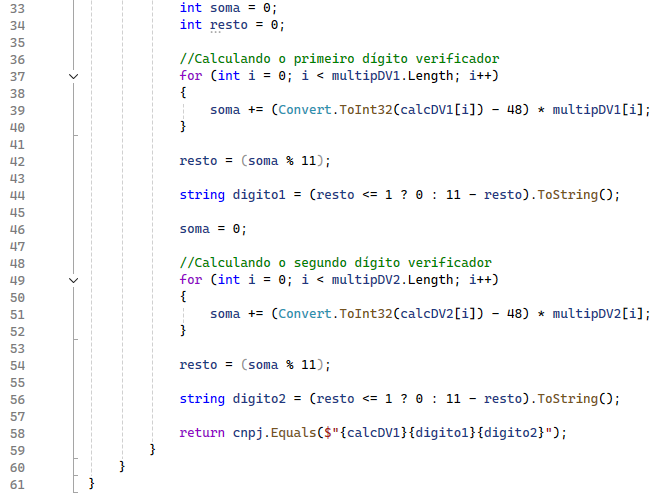 33 int soma = 0;
34 int resto = 0;
35
36 //Calculando o primeiro dígito verificador
37 for (int i = 0; i < multipDV1.Length; i++)
38 {
39 soma += (Convert.ToInt32(calcDV1[i]) - 48) * multipDV1[i];
40 }
41
42 resto = (soma % 11);
43
44 string digito1 = (resto <= 1 ? 0 : 11 - resto).ToString();
45
46 soma = 0;
47
48 //Calculando o segundo dígito verificador
49 for (int i = 0; i < multipDV2.Length; i++)
50 {
51 soma += (Convert.ToInt32(calcDV2[i]) - 48) * multipDV2[i];
52 }
53
54 resto = (soma % 11);
55
56 string digito2 = (resto <= 1 ? 0 : 11 - resto).ToString();
57
58 return cnpj.Equals($"{calcDV1}{digito1}{digito2}");
59 }
60 }
61 }